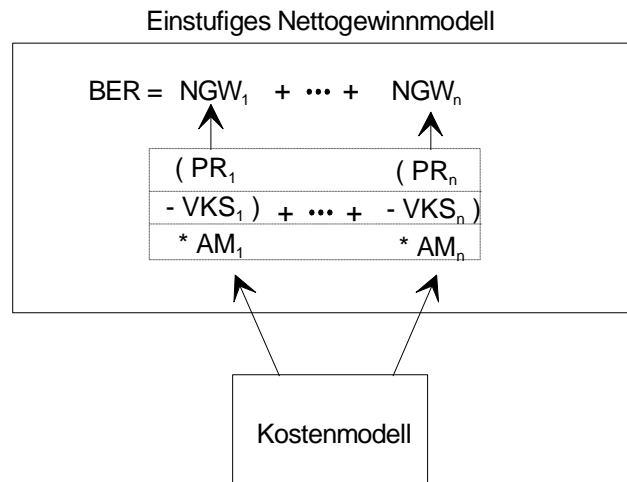 Einstufiges Nettogewinnmodell
BER = NGW₁ + ••• + NGWₙ
( PR₁ ( PRₙ
- VKS₁ ) + ••• + - VKSₙ )
* AM₁ * AMₙ
Kostenmodell